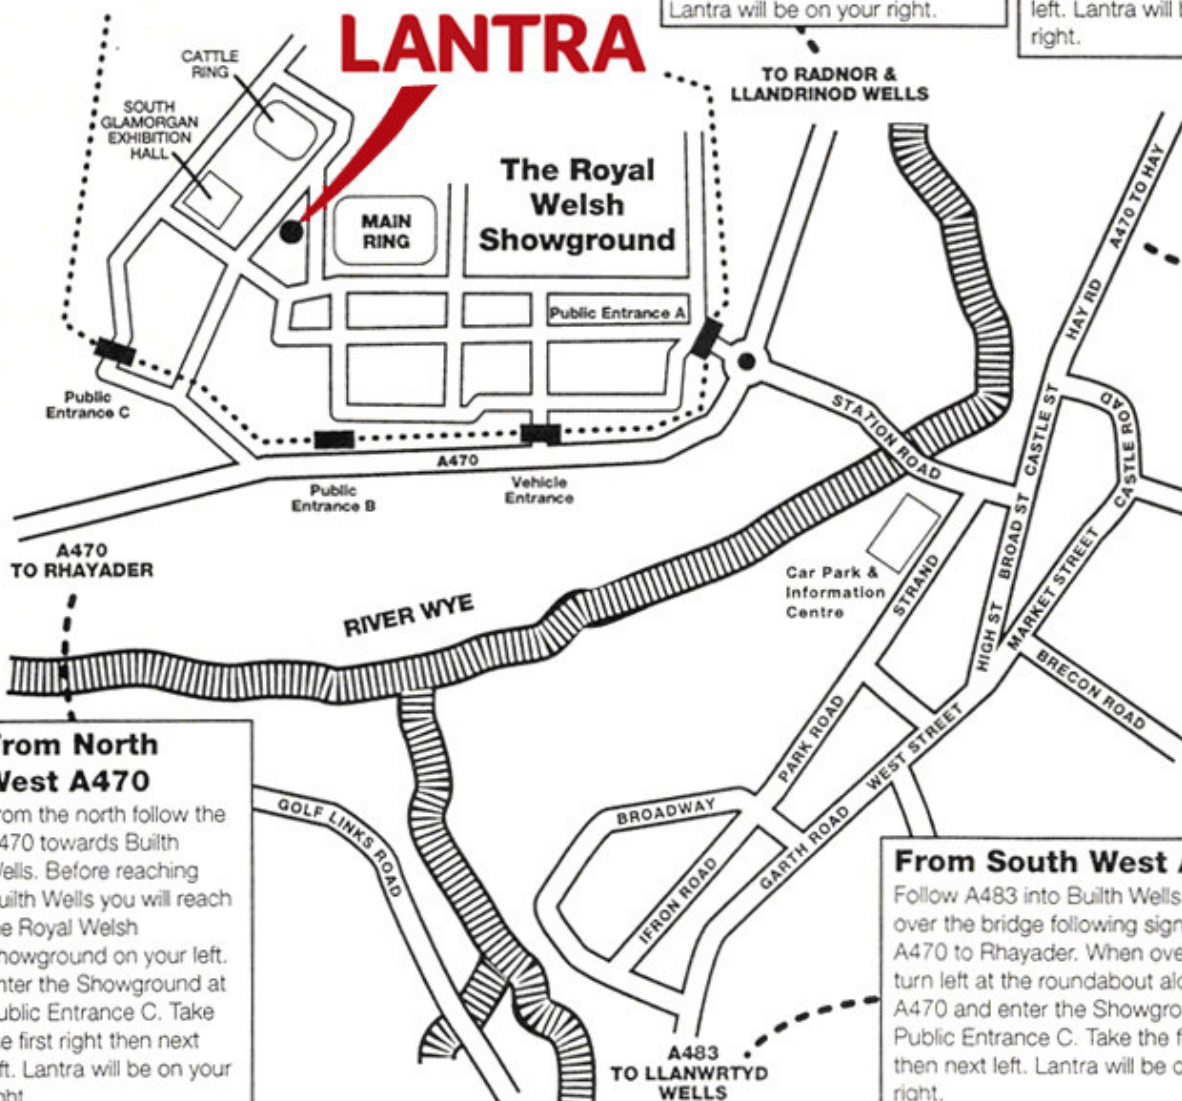 Lantra will be on your right.
left. Lantra will
right.
LANTRA
CATTLE
RING
SOUTH
GLAMORGAN
EXHIBITION
HALL
TO RADNOR &
LLANDRINOD WELLS
The Royal
Welsh
Showground
MAIN
RING
Public Entrance A
A470 TO HAY
HAY RD
Public
Entrance C
STATION ROAD
CASTLE ST
CASTLE ROAD
A470
Public
Entrance B
Vehicle
Entrance
BROAD ST
MARKET STREET
A470
TO RHAYADER
RIVER WYE
Car Park &
Information
Centre
STRAND
HIGH ST
BRECON ROAD
PARK ROAD
WEST STREET
GOLF LINKS ROAD
BROADWAY
GARTH ROAD
IFRON ROAD
A483
TO LLANWRTYD
WELLS
rom North
West A470
rom the north follow the
A470 towards Builth
Wells. Before reaching
uilth Wells you will reach
he Royal Welsh
howground on your left.
nter the Showground at
ublic Entrance C. Take
he first right then next
ft. Lantra will be on your
ght
From South West
Follow A483 into Builth Wells
over the bridge following sign
A470 to Rhayader. When ove
turn left at the roundabout alo
A470 and enter the Showgro
Public Entrance C. Take the f
then next left. Lantra will be o
right.